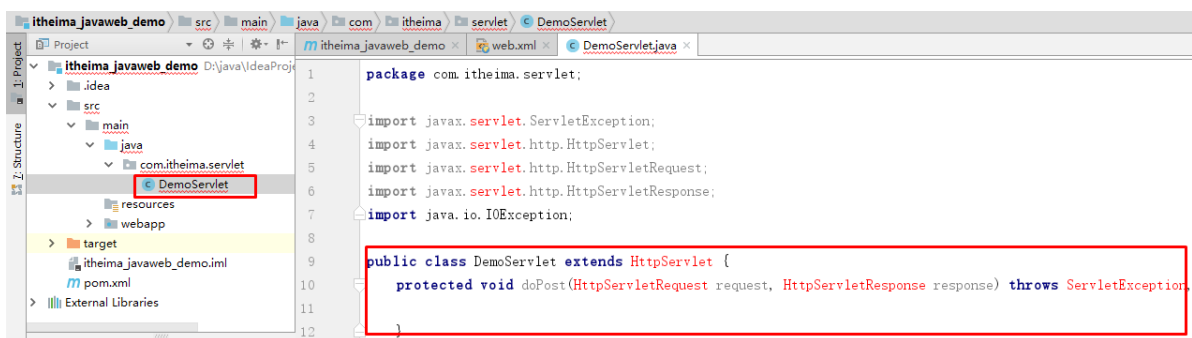 itheima_javaweb_demo src main java com itheima servlet DemoServlet
Project
itheima_javaweb_demo × web.xml × DemoServlet.java ×
1: Project
7: Structure
itheima_javaweb_demo D:\java\IdeaProje
.idea
src
main
java
com.itheima.servlet
DemoServlet
resources
webapp
target
itheima_javaweb_demo.iml
pom.xml
External Libraries
1 package com.itheima.servlet;
2
3 import javax.servlet.ServletException;
4 import javax.servlet.http.HttpServlet;
5 import javax.servlet.http.HttpServletRequest;
6 import javax.servlet.http.HttpServletResponse;
7 import java.io.IOException;
8
9 public class DemoServlet extends HttpServlet {
10 protected void doPost(HttpServletRequest request, HttpServletResponse response) throws ServletException,
11
12 }